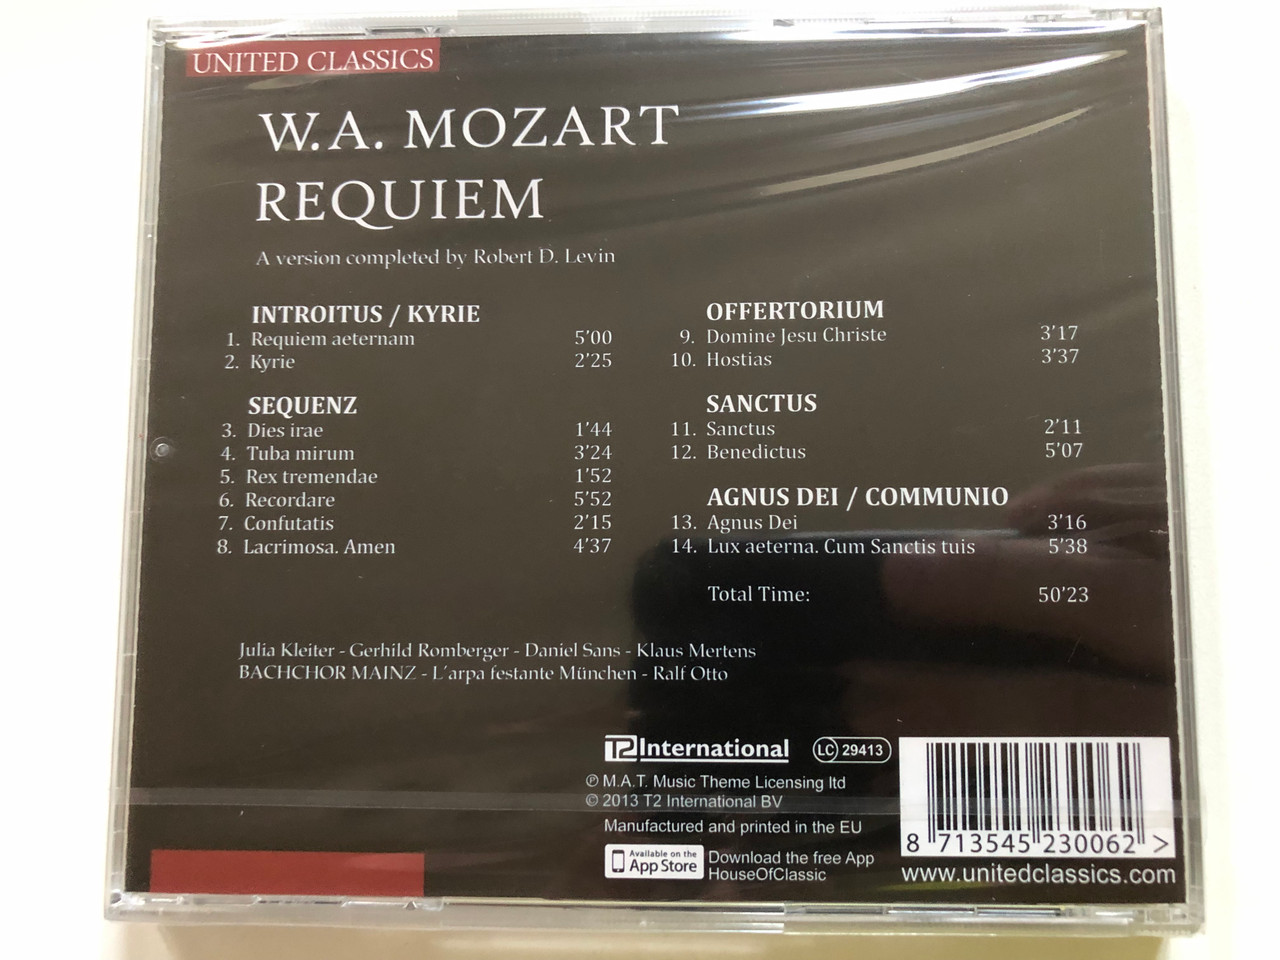 UNITED CLASSICS
W.A. MOZART
REQUIEM
A version completed by Robert D. Levin
INTROITUS / KYRIE
1. Requiem aeternam 5'00
2. Kyrie 2'25
SEQUENZ
3. Dies irae 1'44
4. Tuba mirum 3'24
5. Rex tremendae 1'52
6. Recordare 5'52
7. Confutatis 2'15
8. Lacrimosa. Amen 4'37
OFFERTORIUM
9. Domine Jesu Christe 3'17
10. Hostias 3'37
SANCTUS
11. Sanctus 2'11
12. Benedictus 5'07
AGNUS DEI / COMMUNIO
13. Agnus Dei 3'16
14. Lux aeterna. Cum Sanctis tuis 5'38
Total Time: 50'23
Julia Kleiter - Gerhild Romberger - Daniel Sans - Klaus Mertens
BACHCHOR MAINZ - L'arpa festante München - Ralf Otto
T2 International LC 29413
℗ M.A.T. Music Theme Licensing ltd
© 2013 T2 International BV
Manufactured and printed in the EU
Available on the
App Store
Download the free App
HouseOfClassic
8 713545 230062 >
www.unitedclassics.com